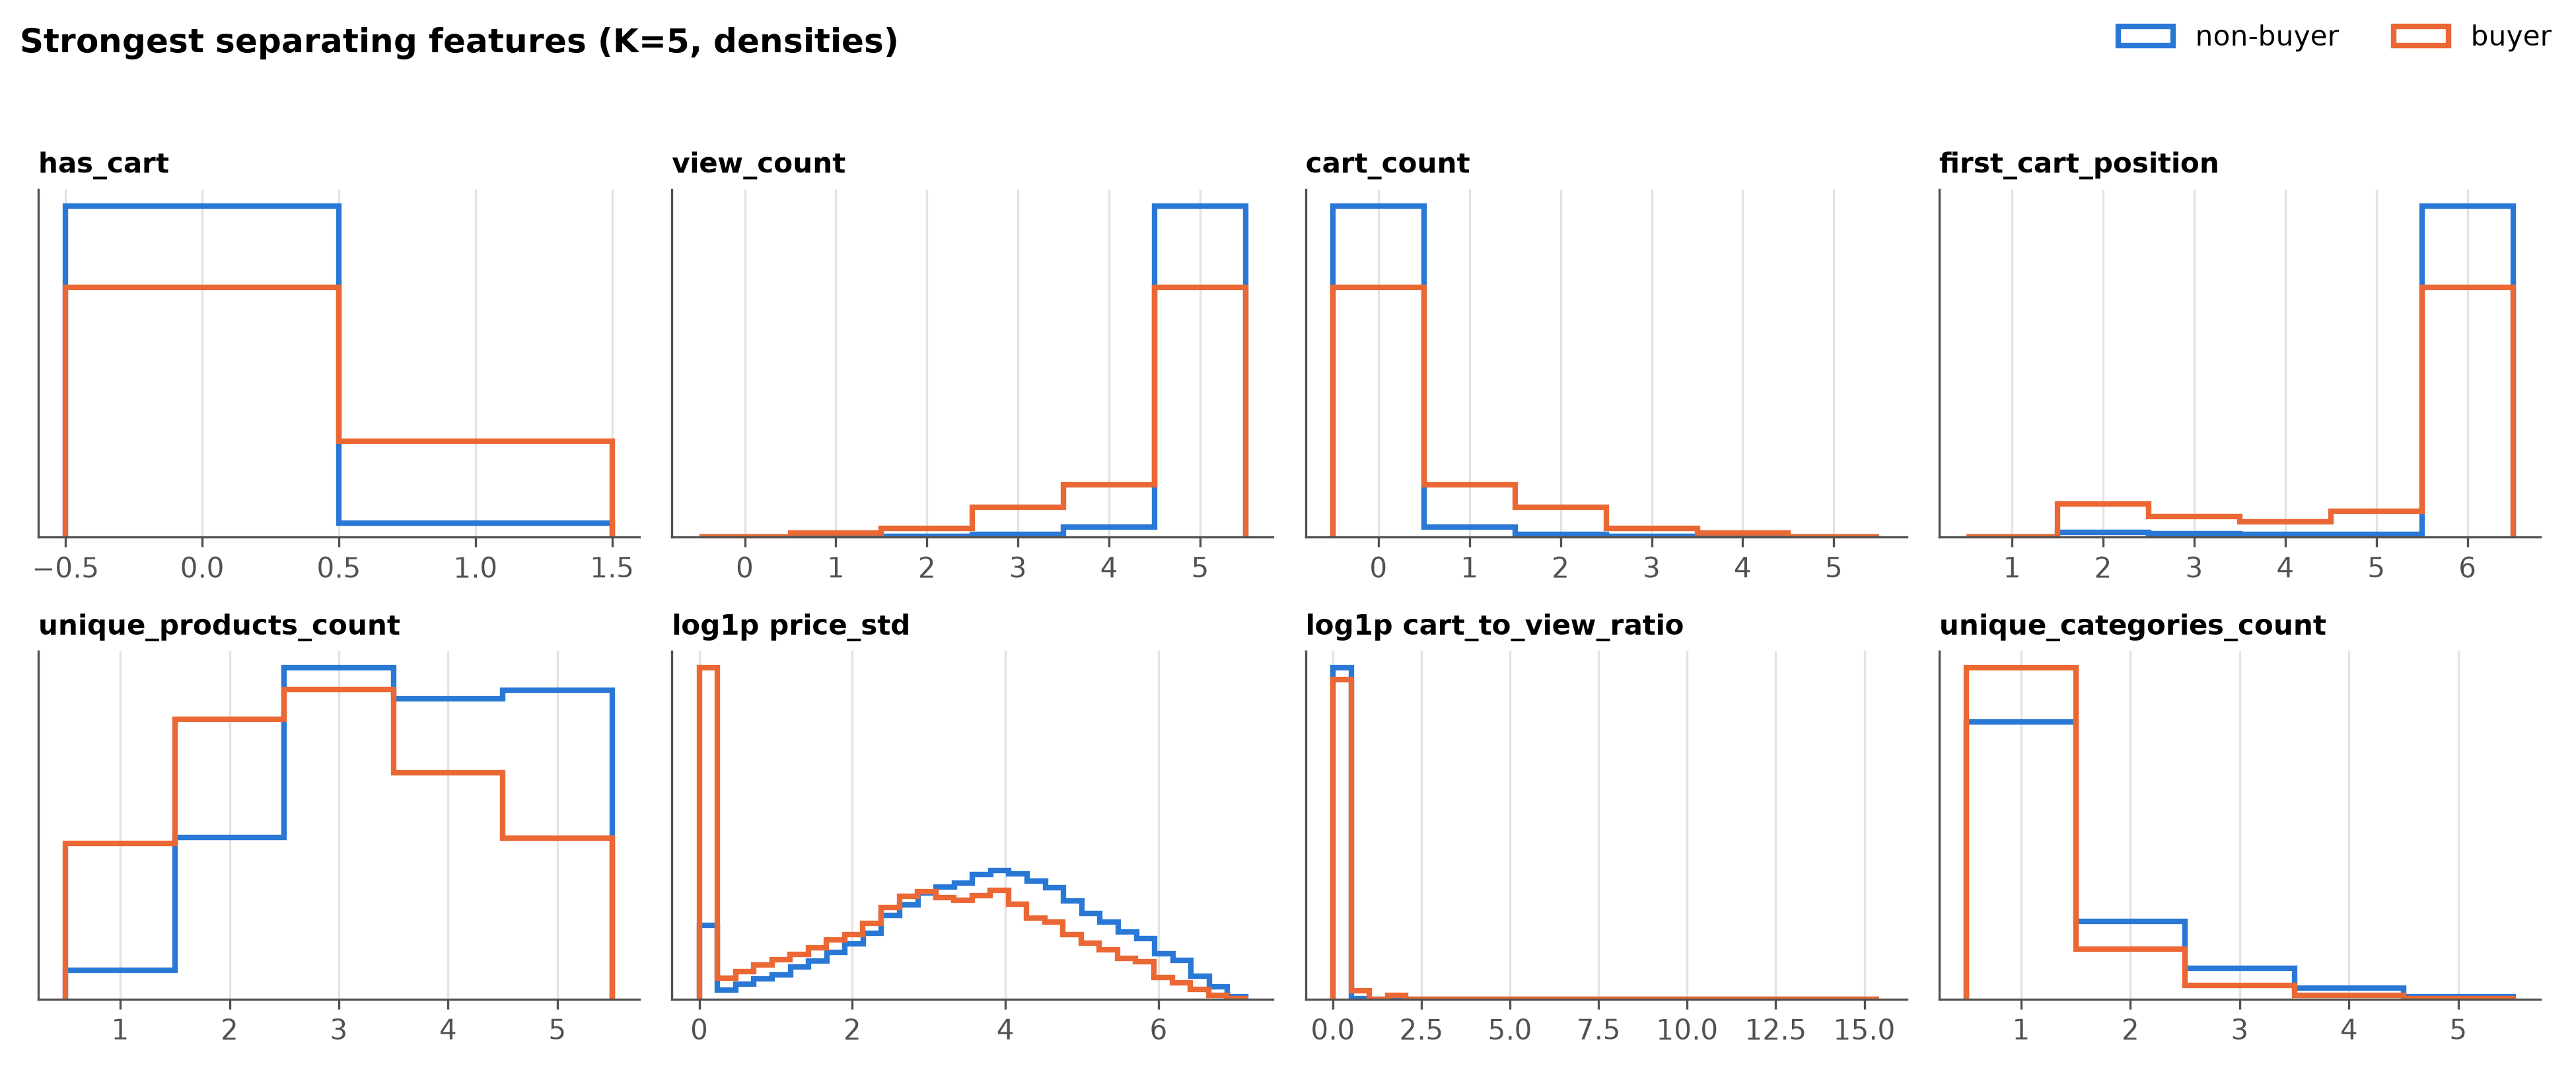 Strongest separating features (K=5, densities)
non-buyer buyer
has_cart view_count cart_count first_cart_position
−0.5 0.0 0.5 1.0 1.5 0 1 2 3 4 5 0 1 2 3 4 5 1 2 3 4 5 6
unique_products_count log1p price_std log1p cart_to_view_ratio unique_categories_count
1 2 3 4 5 0 2 4 6 0.0 2.5 5.0 7.5 10.0 12.5 15.0 1 2 3 4 5